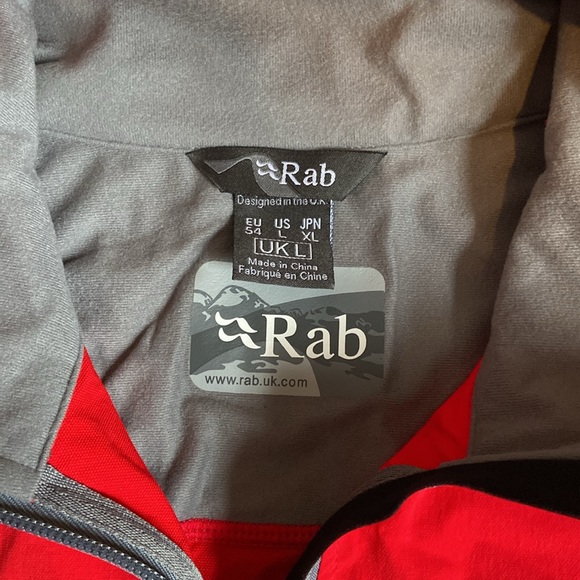 Rab
Designed in the U.K.
EU US JPN
54 L XL
UK L
Made in China
Fabriqué en Chine
Rab
www.rab.uk.com